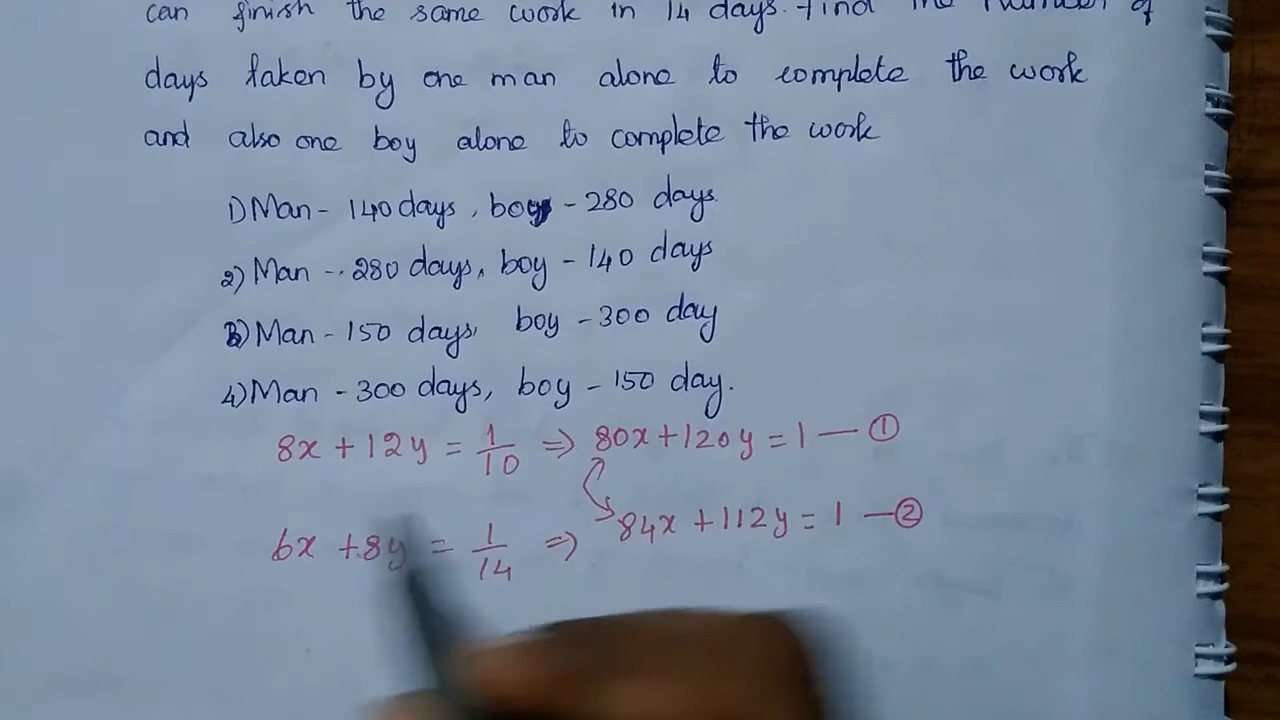 can finish the same work in 14 days. Find the number of
days taken by one man alone to complete the work
and also one boy alone to complete the work
1) Man - 140 days, boy - 280 days.
2) Man - 280 days, boy - 140 days
3) Man - 150 days, boy - 300 day
4) Man - 300 days, boy - 150 day.
8x + 12y = 1/10 ⇒ 80x + 120y = 1 — ①
6x + 8y = 1/14 ⇒ 84x + 112y = 1 — ②